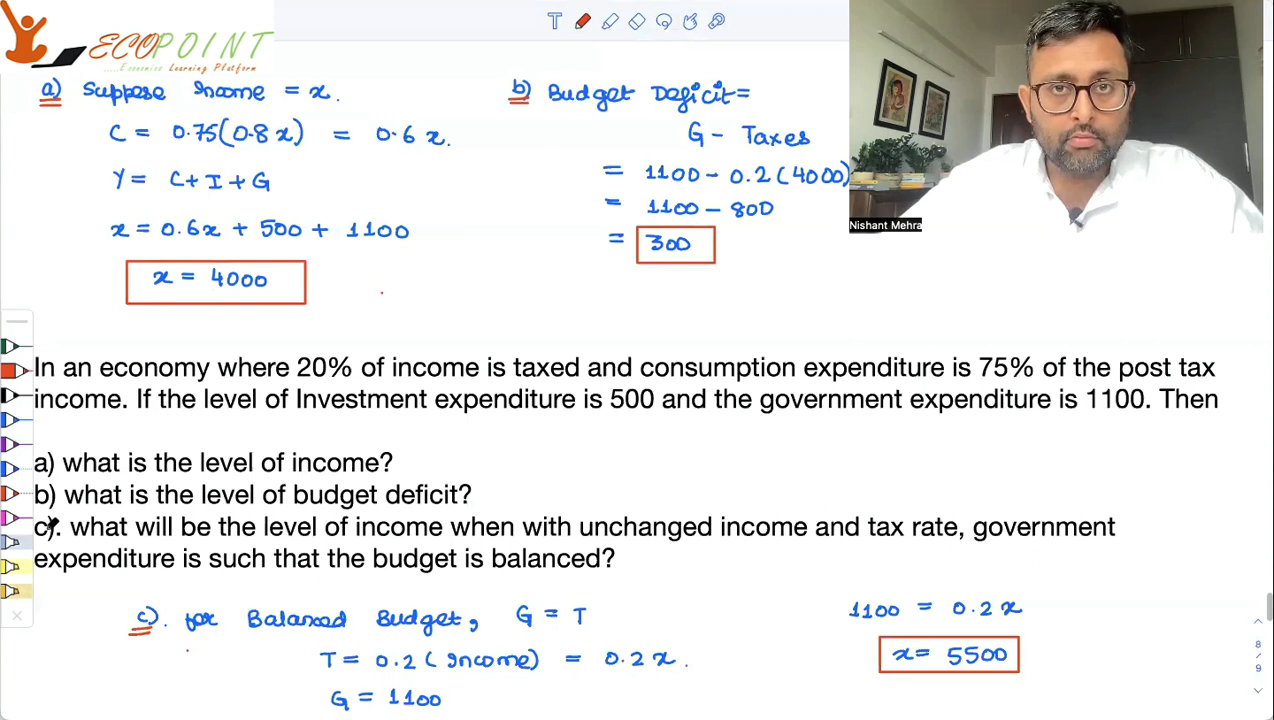 ECOPOINT
....Economics Learning Platform
a) Suppose Income = x.
C = 0.75(0.8x) = 0.6x.
Y = C+I+G
x = 0.6x + 500 + 1100
x = 4000
b) Budget Deficit =
G - Taxes
= 1100 - 0.2(4000)
= 1100 - 800
= 300
Nishant Mehra
In an economy where 20% of income is taxed and consumption expenditure is 75% of the post tax
income. If the level of Investment expenditure is 500 and the government expenditure is 1100. Then
a) what is the level of income?
b) what is the level of budget deficit?
c). what will be the level of income when with unchanged income and tax rate, government
expenditure is such that the budget is balanced?
c). for Balanced Budget, G = T
T = 0.2 (Income) = 0.2x.
G = 1100
1100 = 0.2x
x = 5500
8
9